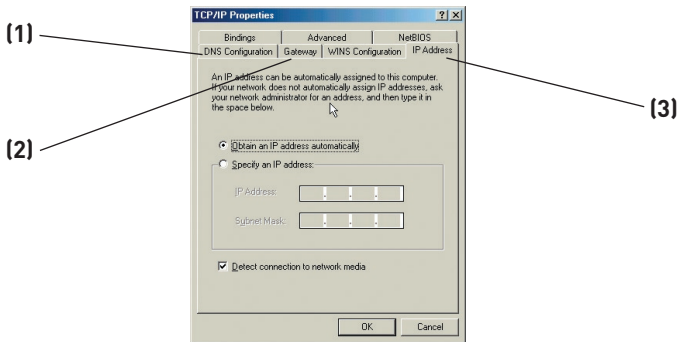 TCP/IP Properties
Bindings Advanced NetBIOS
(1) DNS Configuration Gateway WINS Configuration IP Address
An IP address can be automatically assigned to this computer.
If your network does not automatically assign IP addresses, ask
your network administrator for an address, and then type it in
the space below.
(3)
(2)
Obtain an IP address automatically
Specify an IP address:
IP Address:
Subnet Mask:
Detect connection to network media
OK Cancel